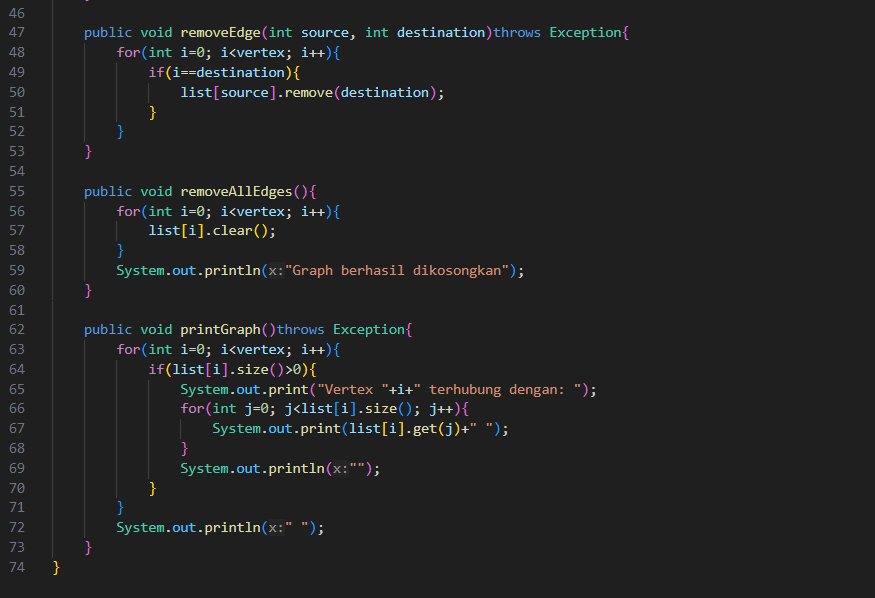 46
47 public void removeEdge(int source, int destination)throws Exception{
48 for(int i=0; i<vertex; i++){
49 if(i==destination){
50 list[source].remove(destination);
51 }
52 }
53 }
54
55 public void removeAllEdges(){
56 for(int i=0; i<vertex; i++){
57 list[i].clear();
58 }
59 System.out.println(x:"Graph berhasil dikosongkan");
60 }
61
62 public void printGraph()throws Exception{
63 for(int i=0; i<vertex; i++){
64 if(list[i].size()>0){
65 System.out.print("Vertex "+i+" terhubung dengan: ");
66 for(int j=0; j<list[i].size(); j++){
67 System.out.print(list[i].get(j)+" ");
68 }
69 System.out.println(x:"");
70 }
71 }
72 System.out.println(x:" ");
73 }
74 }